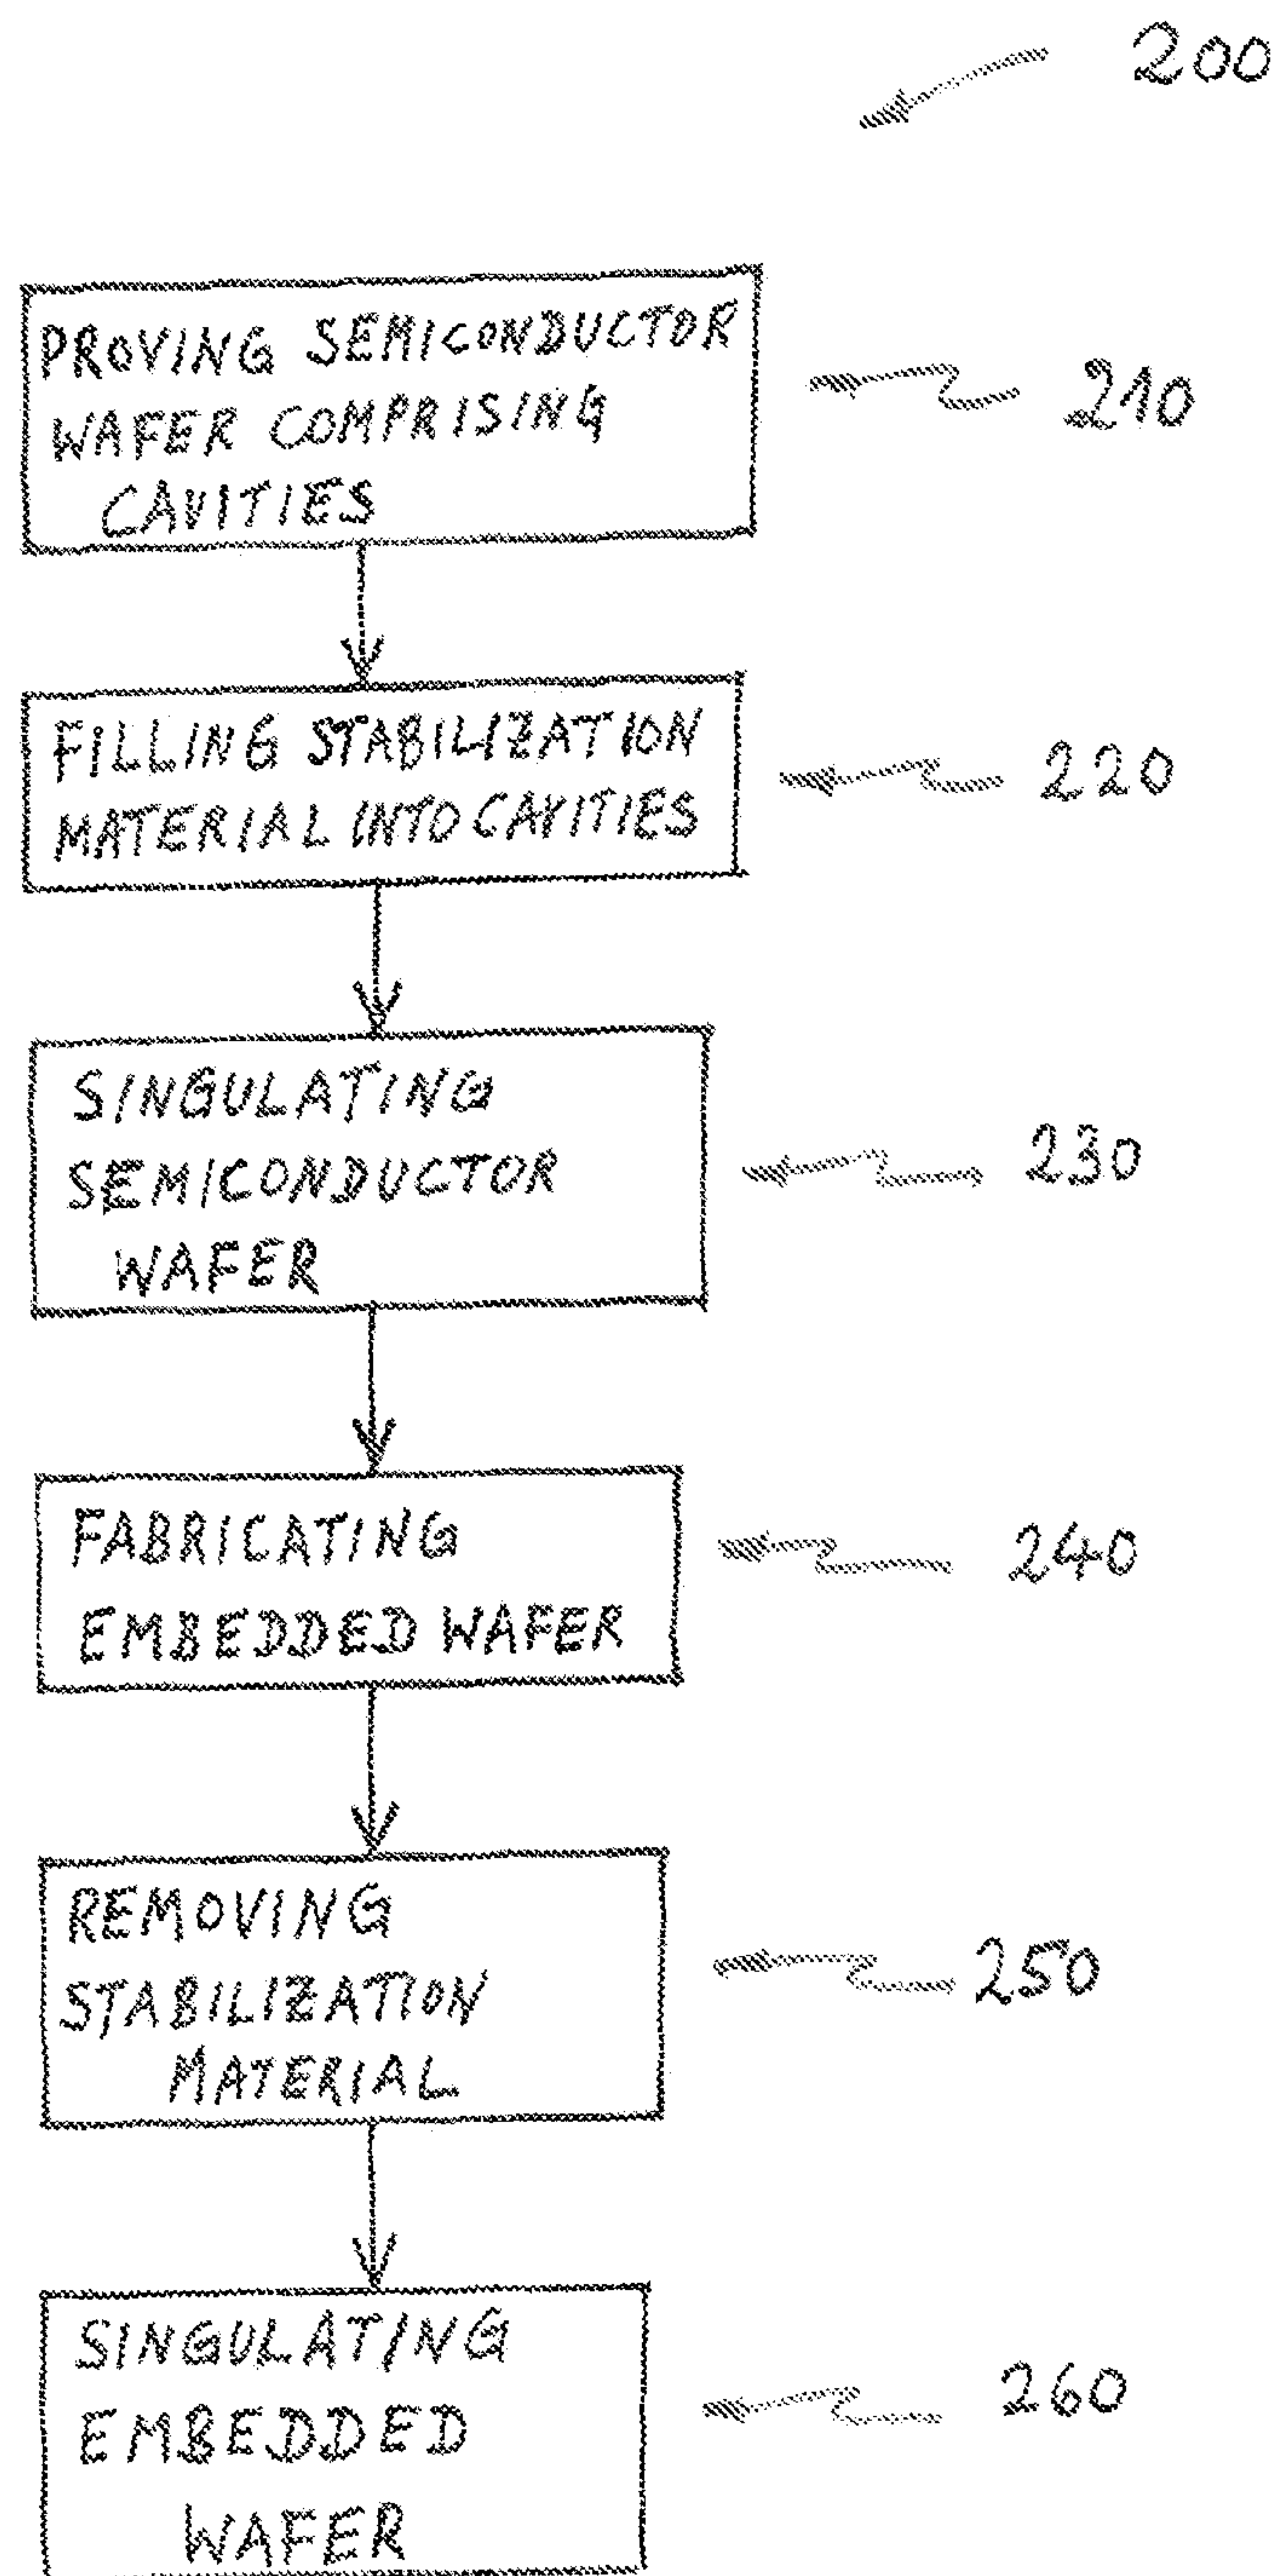 200
PROVING SEMICONDUCTOR
WAFER COMPRISING
CAVITIES
210
FILLING STABILIZATION
MATERIAL INTO CAVITIES
220
SINGULATING
SEMICONDUCTOR
WAFER
230
FABRICATING
EMBEDDED WAFER
240
REMOVING
STABILIZATION
MATERIAL
250
SINGULATING
EMBEDDED
WAFER
260